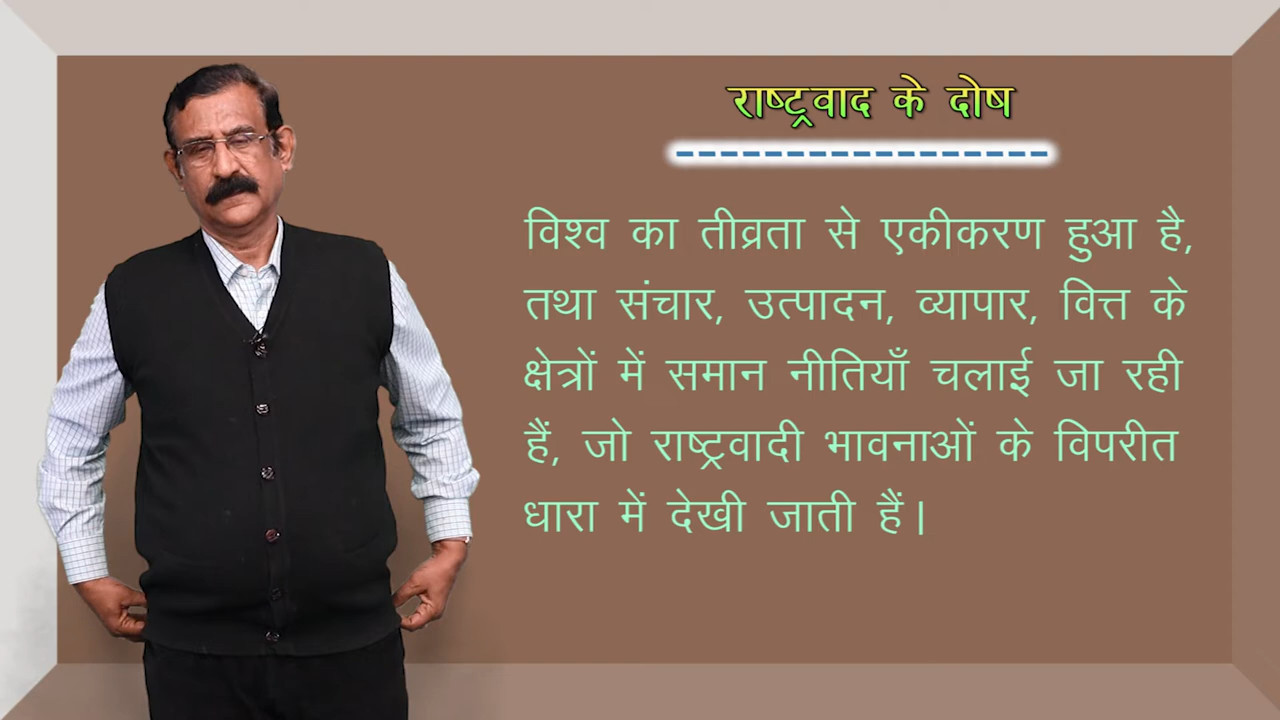 राष्ट्रवाद के दोष
विश्व का तीव्रता से एकीकरण हुआ है,
तथा संचार, उत्पादन, व्यापार, वित्त के
क्षेत्रों में समान नीतियाँ चलाई जा रही
हैं, जो राष्ट्रवादी भावनाओं के विपरीत
धारा में देखी जाती हैं।